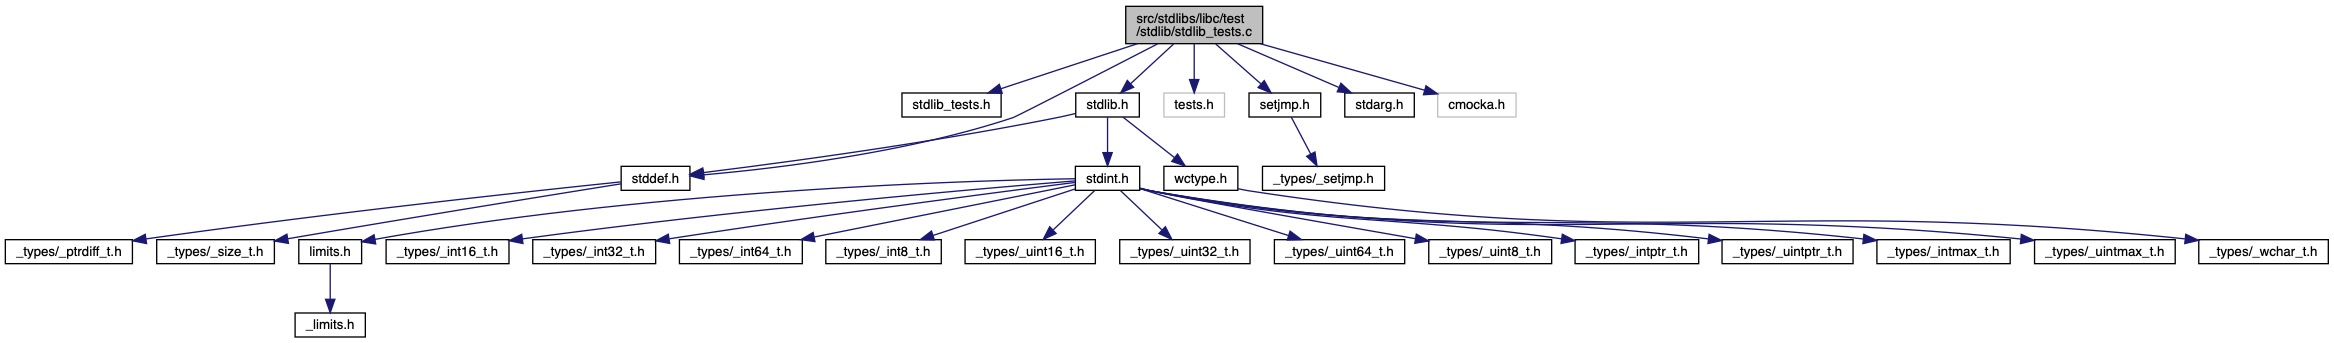 src/stdlibs/libc/test
/stdlib/stdlib_tests.c
stdlib_tests.h
stdlib.h
tests.h
setjmp.h
stdarg.h
cmocka.h
stddef.h
stdint.h
wctype.h
_types/_setjmp.h
_types/_ptrdiff_t.h
_types/_size_t.h
limits.h
_types/_int16_t.h
_types/_int32_t.h
_types/_int64_t.h
_types/_int8_t.h
_types/_uint16_t.h
_types/_uint32_t.h
_types/_uint64_t.h
_types/_uint8_t.h
_types/_intptr_t.h
_types/_uintptr_t.h
_types/_intmax_t.h
_types/_uintmax_t.h
_types/_wchar_t.h
_limits.h